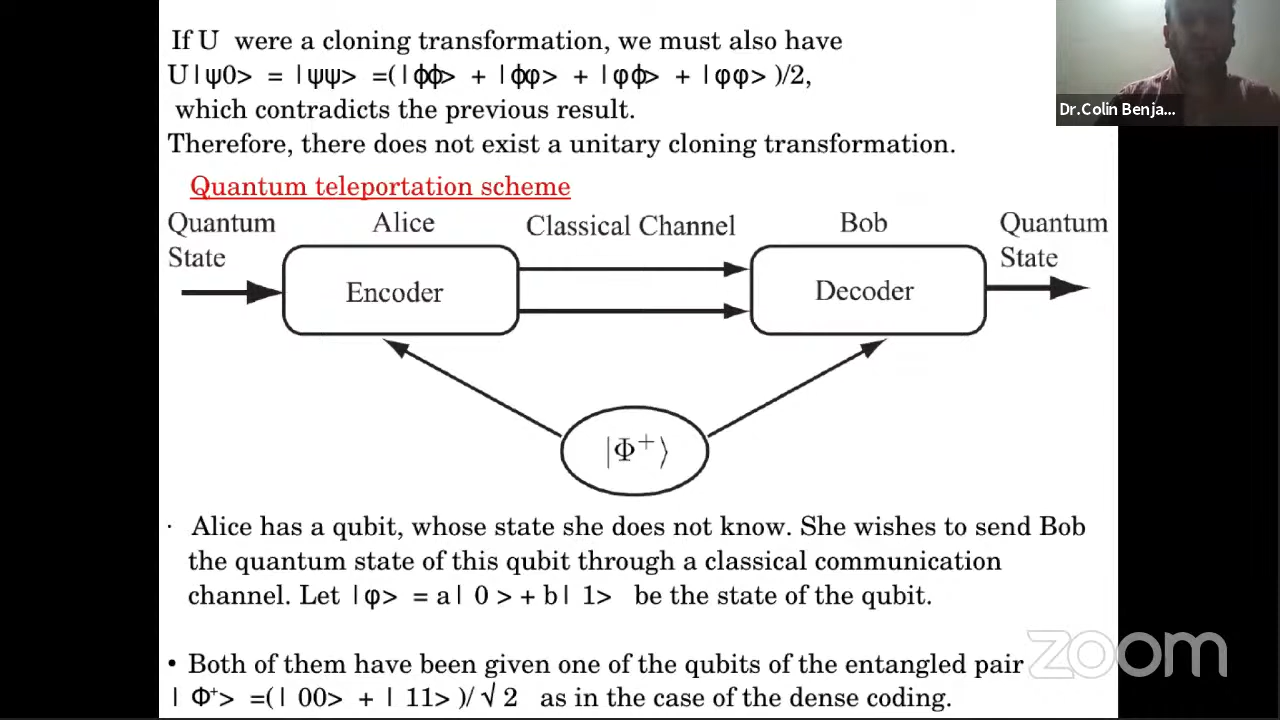 If U were a cloning transformation, we must also have
U|ψ0> = |ψψ> =(|ϕϕ> + |ϕφ> + |φϕ> + |φφ> )/2,
which contradicts the previous result.
Therefore, there does not exist a unitary cloning transformation.
Dr.Colin Benja...
Quantum teleportation scheme
Quantum State
Alice
Classical Channel
Bob
Quantum State
Encoder
Decoder
|Φ⁺⟩
· Alice has a qubit, whose state she does not know. She wishes to send Bob
the quantum state of this qubit through a classical communication
channel. Let |φ> = a| 0 > + b| 1> be the state of the qubit.
• Both of them have been given one of the qubits of the entangled pair
| Φ⁺> =(| 00> + | 11> )/ √ 2 as in the case of the dense coding.
zoom